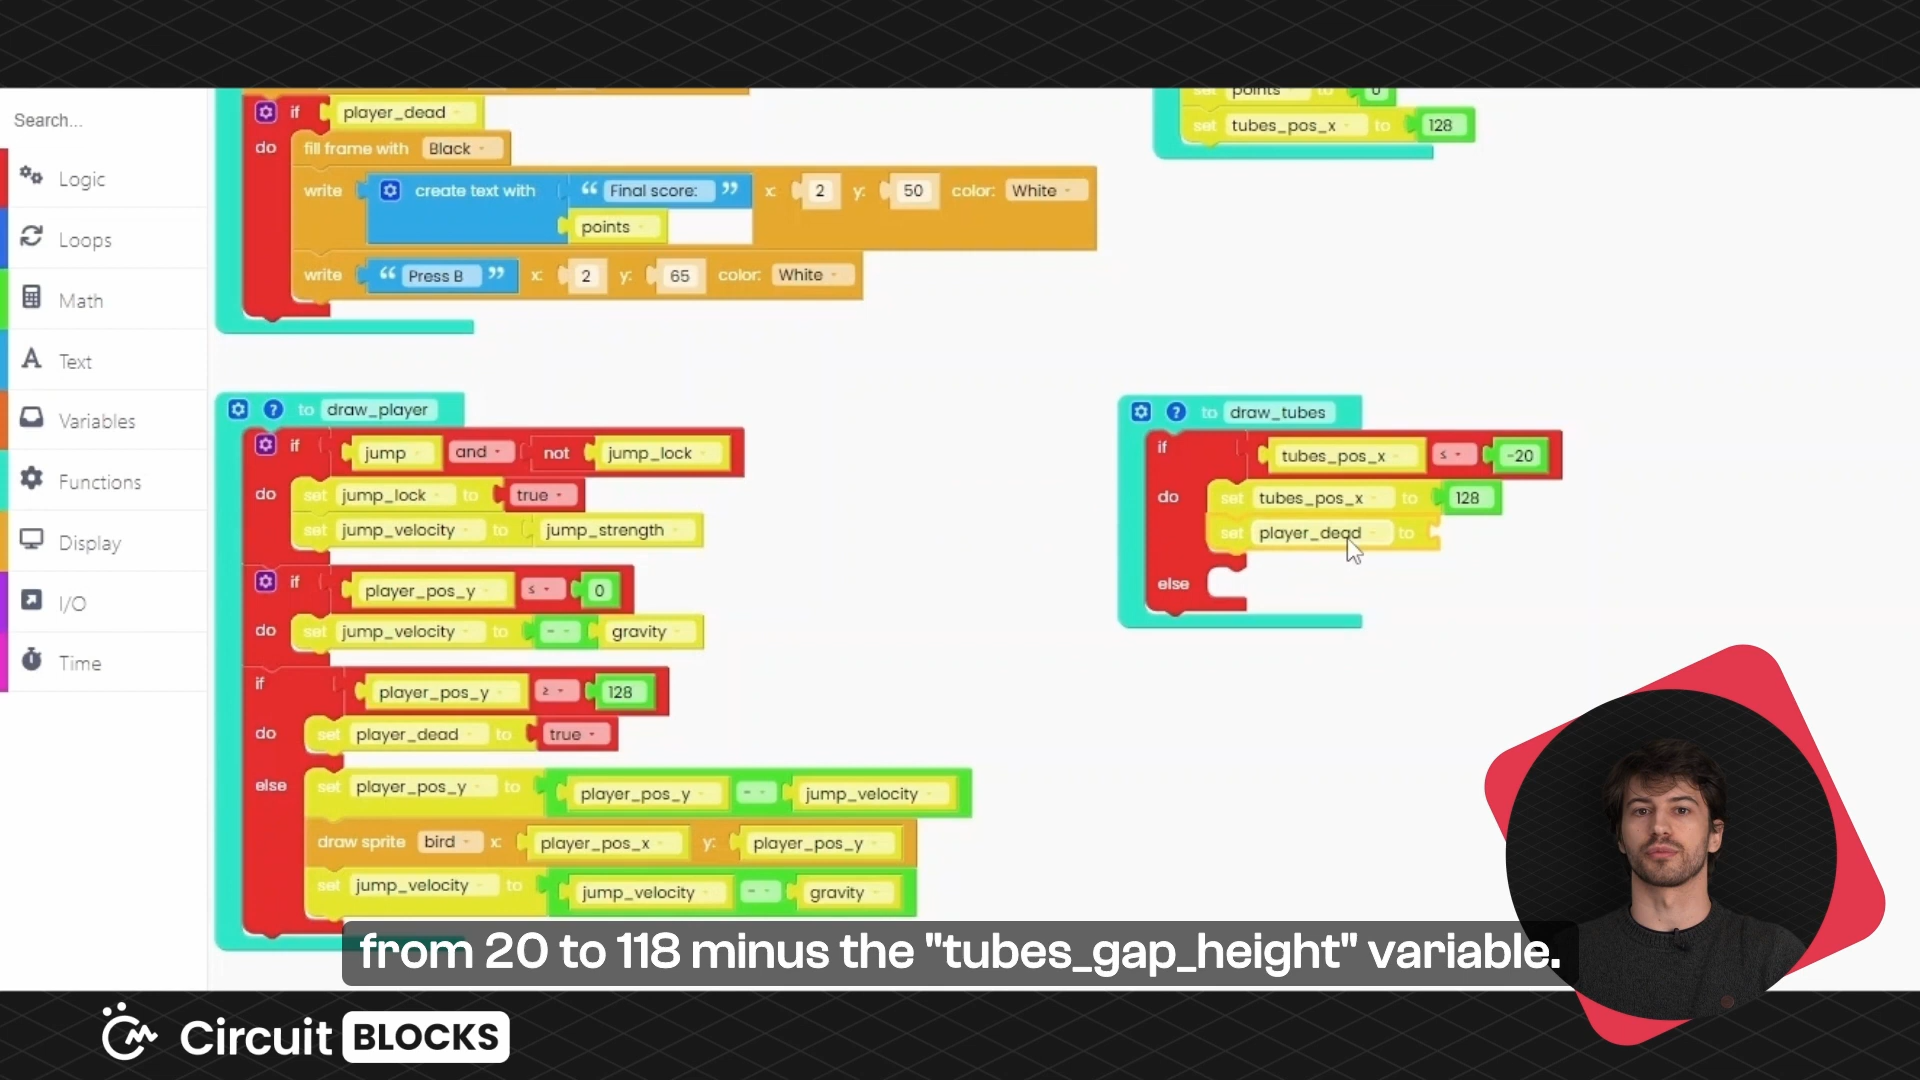 Search...
Logic
Loops
Math
Text
Variables
Functions
Display
I/O
Time
if player_dead
do fill frame with Black
write create text with “ Final score: ” x: 2 y: 50 color: White
points
write “ Press B ” x: 2 y: 65 color: White
set points to 0
set tubes_pos_x to 128
? to draw_player
if jump and not jump_lock
do set jump_lock to true
set jump_velocity to jump_strength
if player_pos_y ≤ 0
do set jump_velocity to - gravity
if player_pos_y ≥ 128
do set player_dead to true
else set player_pos_y to player_pos_y - jump_velocity
draw sprite bird x: player_pos_x y: player_pos_y
set jump_velocity to jump_velocity - gravity
? to draw_tubes
if tubes_pos_x ≤ -20
do set tubes_pos_x to 128
set player_dead to
else
from 20 to 118 minus the "tubes_gap_height" variable.
Circuit BLOCKS